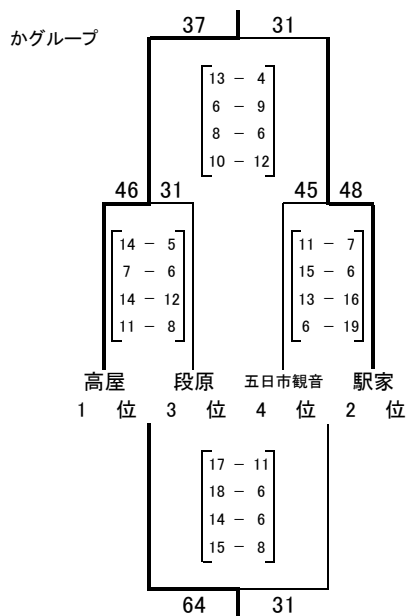 37 31
かグループ
13 － 4
6 － 9
8 － 6
10 － 12
46 31 45 48
14 － 5 11 － 7
7 － 6 15 － 6
14 － 12 13 － 16
11 － 8 6 － 19
高屋 段原 五日市観音 駅家
1 位 3 位 4 位 2 位
17 － 11
18 － 6
14 － 6
15 － 8
64 31